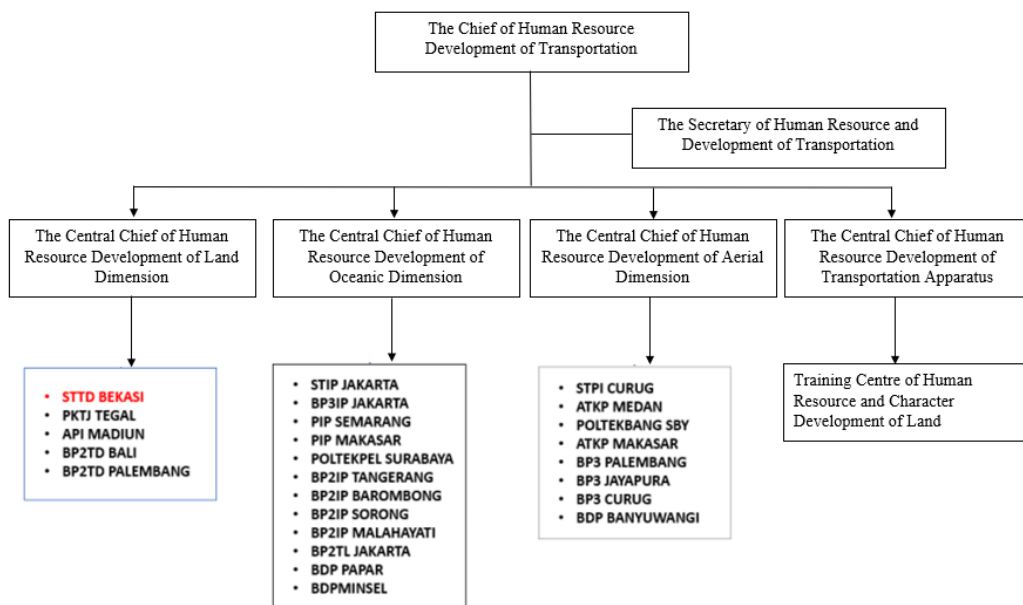 The Chief of Human Resource
Development of Transportation
The Secretary of Human Resource and
Development of Transportation
The Central Chief of Human
Resource Development of Land
Dimension
The Central Chief of Human
Resource Development of
Oceanic Dimension
The Central Chief of Human
Resource Development of Aerial
Dimension
The Central Chief of Human
Resource Development of
Transportation Apparatus
• STTD BEKASI
• PKTJ TEGAL
• API MADIUN
• BP2TD BALI
• BP2TD PALEMBANG
• STIP JAKARTA
• BP3IP JAKARTA
• PIP SEMARANG
• PIP MAKASAR
• POLTEKPEL SURABAYA
• BP2IP TANGERANG
• BP2IP BAROMBONG
• BP2IP SORONG
• BP2IP MALAHAYATI
• BP2TL JAKARTA
• BDP PAPAR
• BDPMINSEL
• STPI CURUG
• ATKP MEDAN
• POLTEKBANG SBY
• ATKP MAKASAR
• BP3 PALEMBANG
• BP3 JAYAPURA
• BP3 CURUG
• BDP BANYUWANGI
Training Centre of Human
Resource and Character
Development of Land